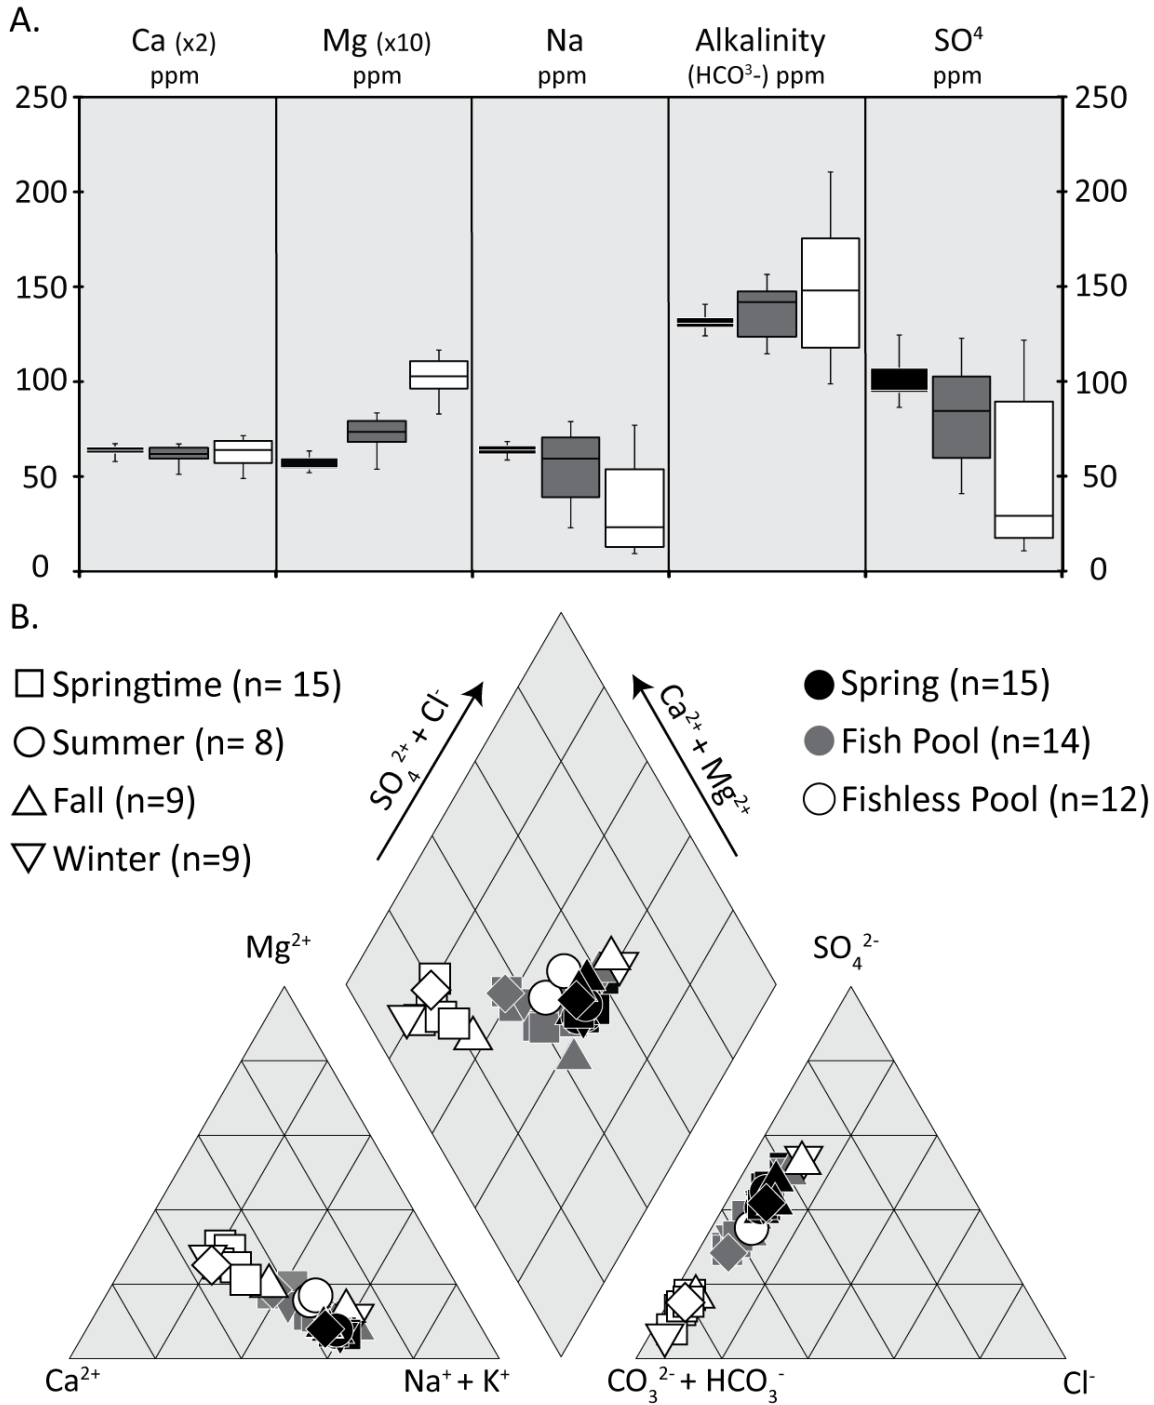 A.
Ca (x2) Mg (x10) Na Alkalinity SO⁴
ppm ppm ppm (HCO³-) ppm ppm
250 250
200 200
150 150
100 100
50 50
0 0
B.
Springtime (n= 15)
Summer (n= 8)
Fall (n=9)
Winter (n=9)
SO₄²⁺ + Cl⁻
Ca²⁺ + Mg²⁺
Spring (n=15)
Fish Pool (n=14)
Fishless Pool (n=12)
Mg²⁺ SO₄²⁻
Ca²⁺ Na⁺ + K⁺ CO₃²⁻ + HCO₃⁻ Cl⁻